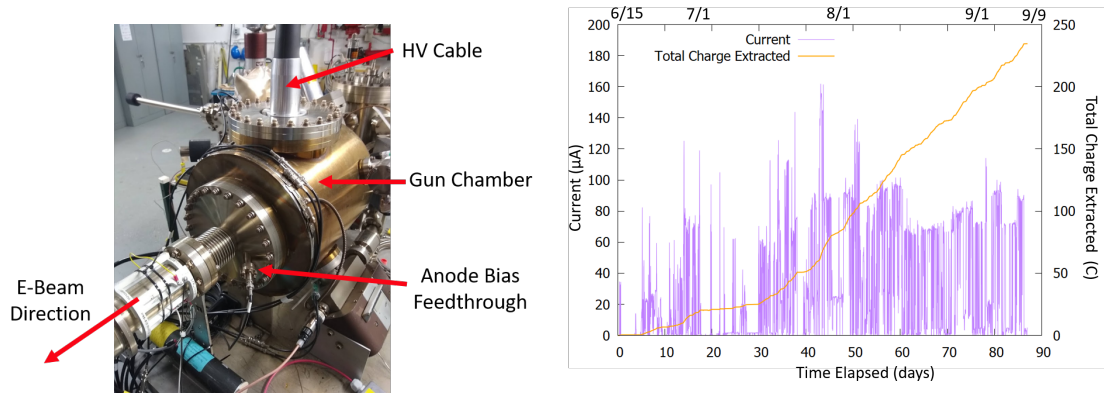 HV Cable
Gun Chamber
Anode Bias
Feedthrough
E-Beam
Direction
6/15 7/1 8/1 9/1 9/9
Current
Total Charge Extracted
200
180
160
140
120
100
80
60
40
20
0
Current (µA)
250
200
150
100
50
0
Total Charge Extracted (C)
0 10 20 30 40 50 60 70 80 90
Time Elapsed (days)